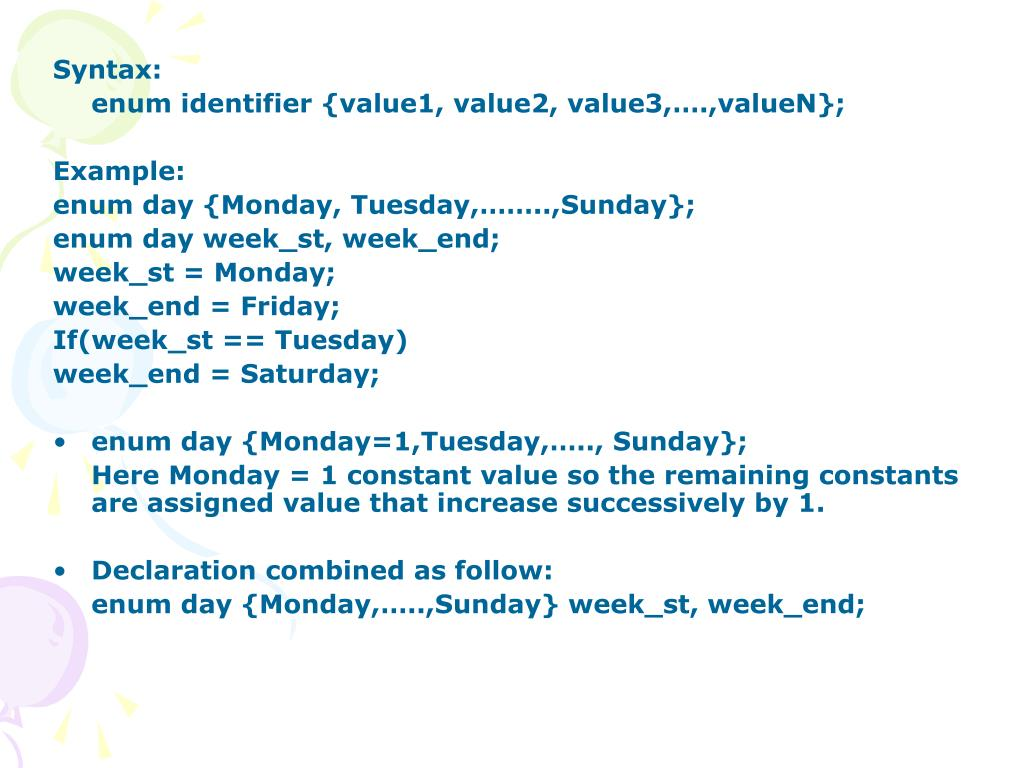 Syntax:
enum identifier {value1, value2, value3,....,valueN};
Example:
enum day {Monday, Tuesday,........,Sunday};
enum day week_st, week_end;
week_st = Monday;
week_end = Friday;
If(week_st == Tuesday)
week_end = Saturday;
• enum day {Monday=1,Tuesday,....., Sunday};
Here Monday = 1 constant value so the remaining constants
are assigned value that increase successively by 1.
• Declaration combined as follow:
enum day {Monday,.....,Sunday} week_st, week_end;